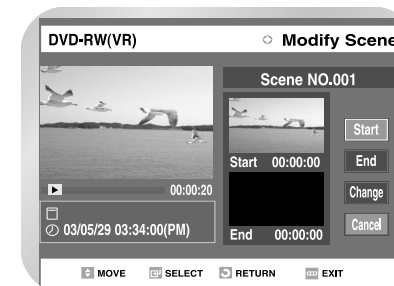 DVD-RW(VR) Modify Scene
Scene NO.001
Start 00:00:00
End 00:00:00
Start
End
Change
Cancel
00:00:20
03/05/29 03:34:00(PM)
MOVE SELECT RETURN EXIT